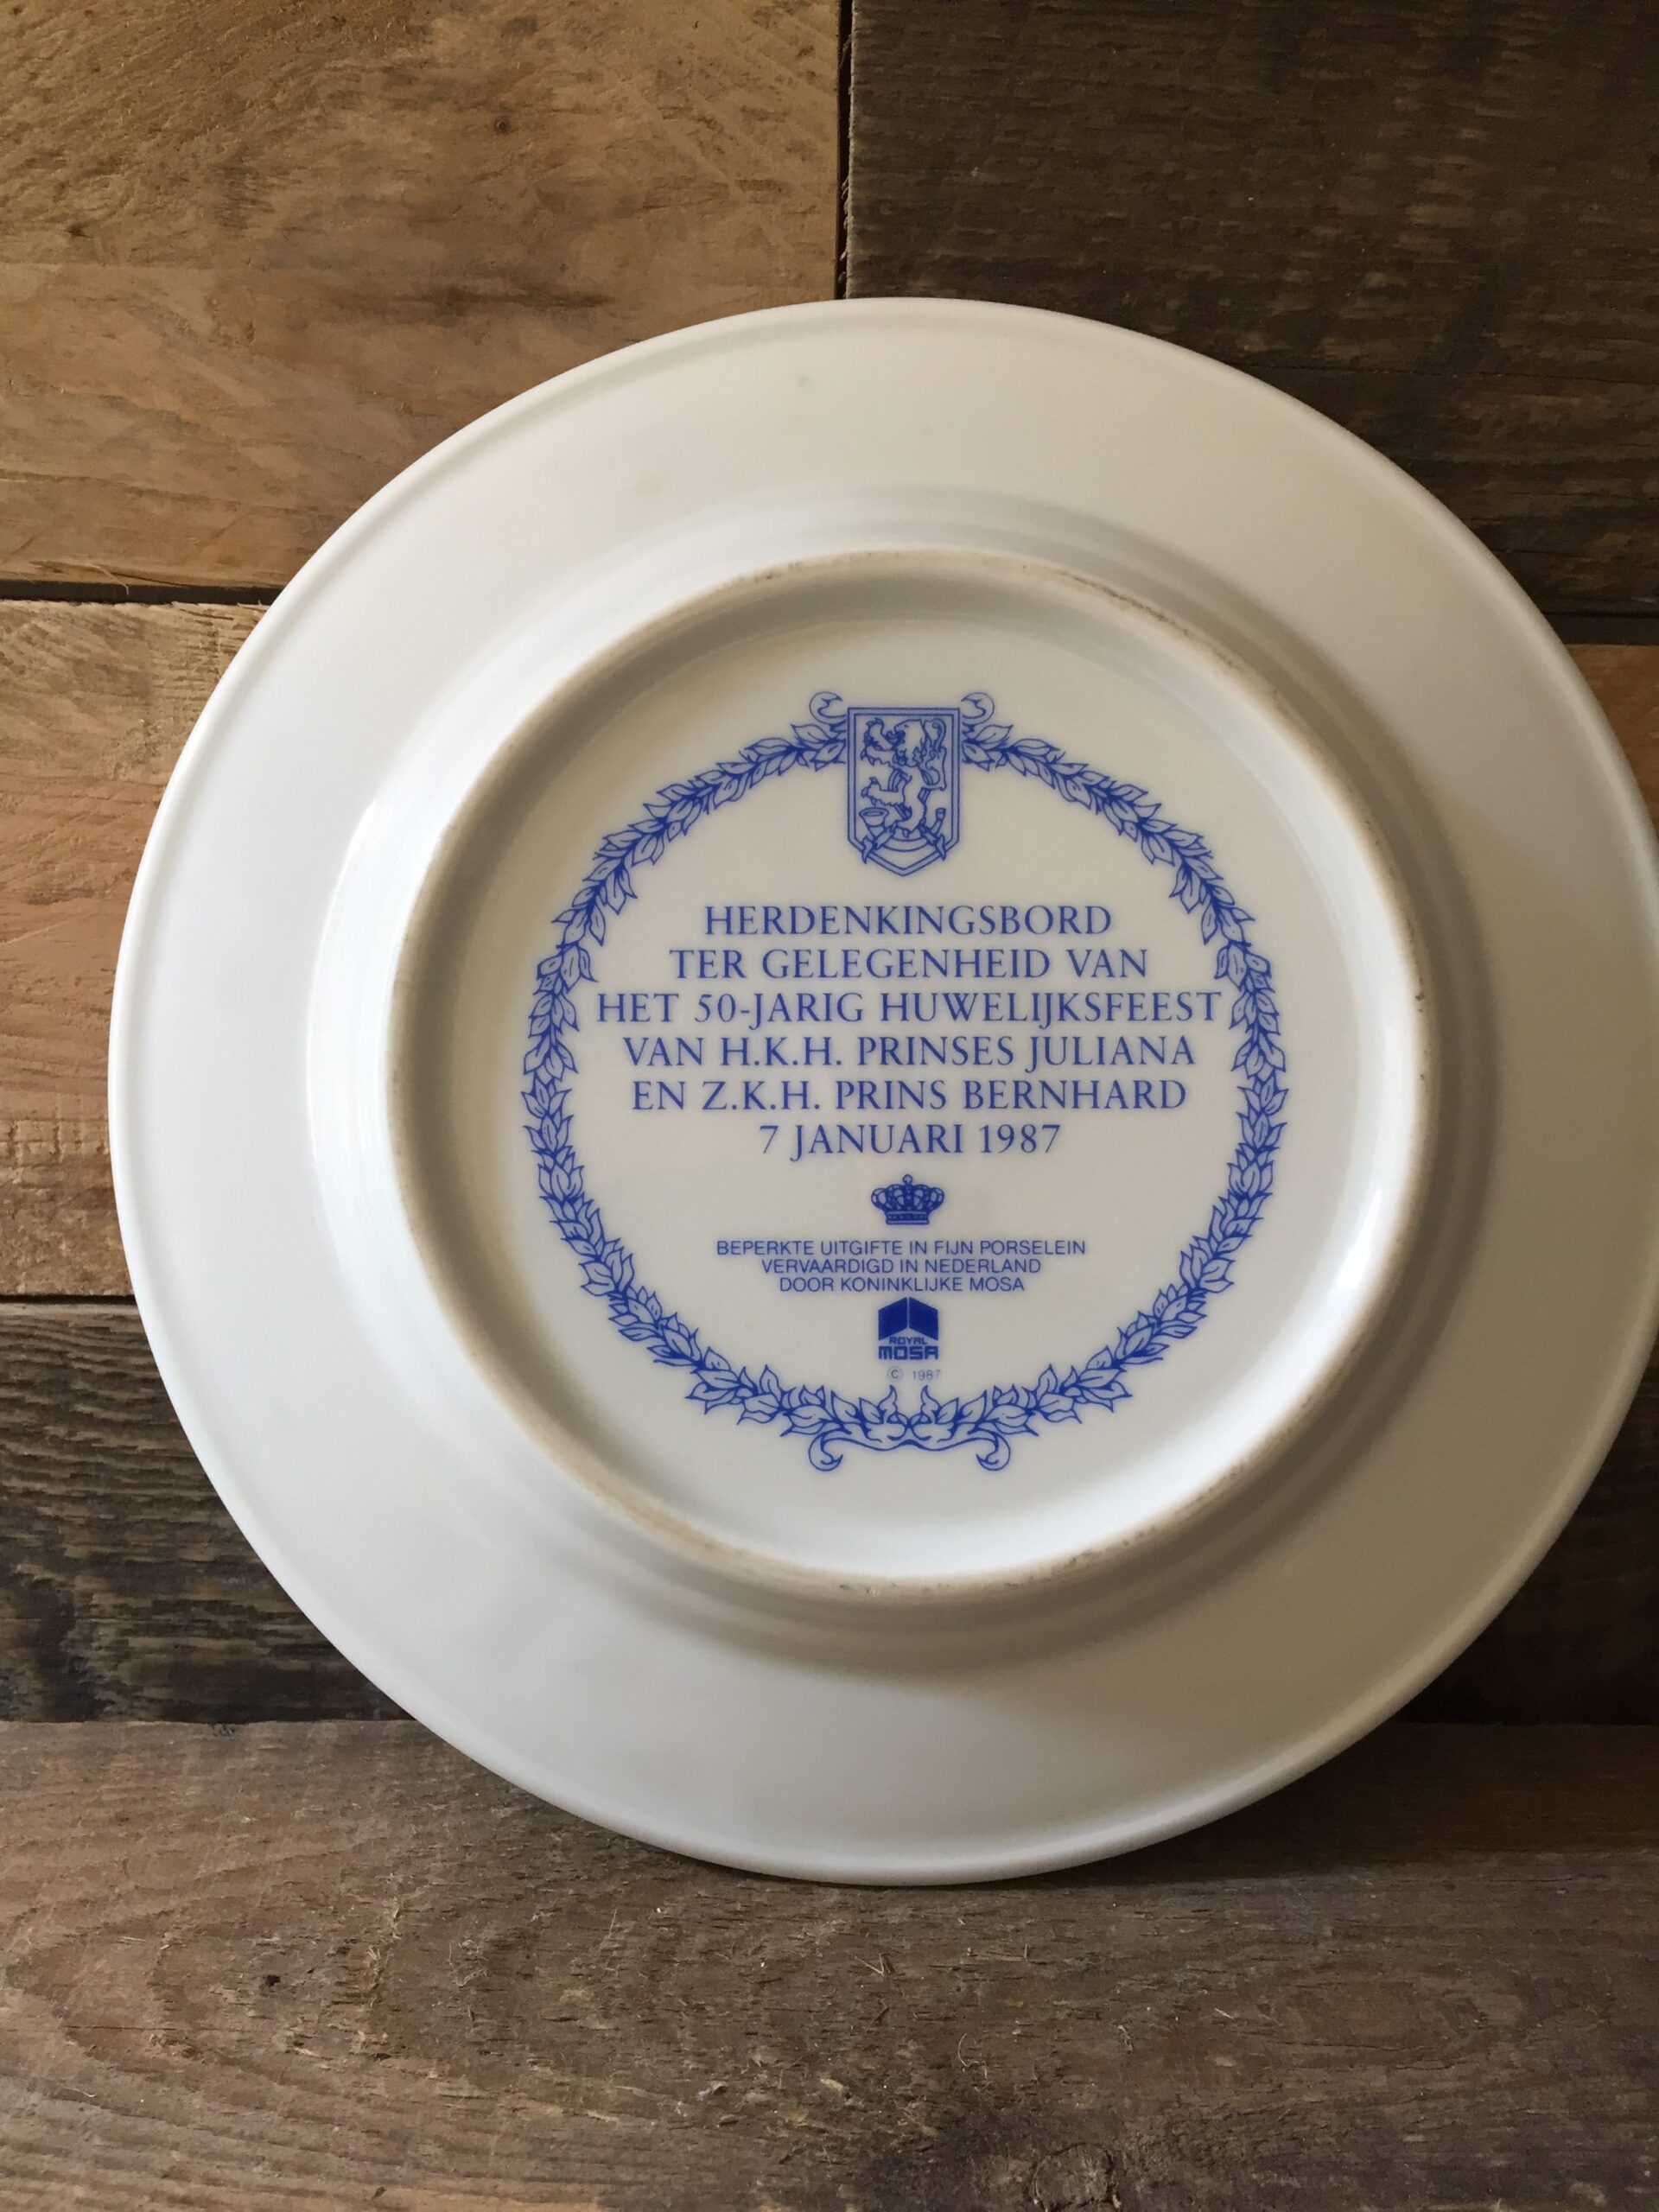 HERDENKINGSBORD
TER GELEGENHEID VAN
HET 50-JARIG HUWELIJKSFEEST
VAN H.K.H. PRINSES JULIANA
EN Z.K.H. PRINS BERNHARD
7 JANUARI 1987
BEPERKTE UITGIFTE IN FIJN PORSELEIN
VERVAARDIGD IN NEDERLAND
DOOR KONINKLIJKE MOSA
ROYAL
MOSA
© 1987